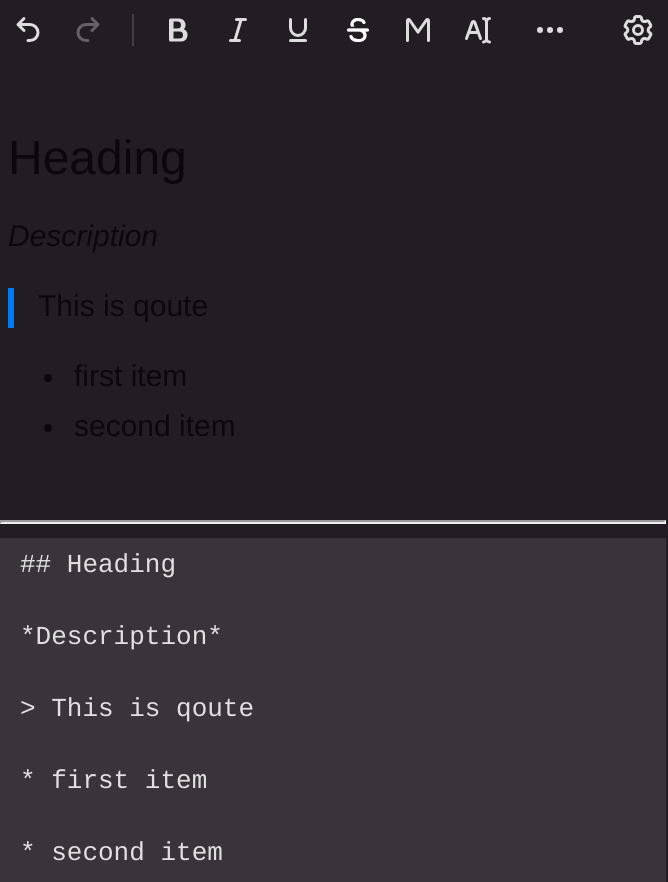 Heading
Description
This is qoute
• first item
• second item
## Heading
*Description*
> This is qoute
* first item
* second item